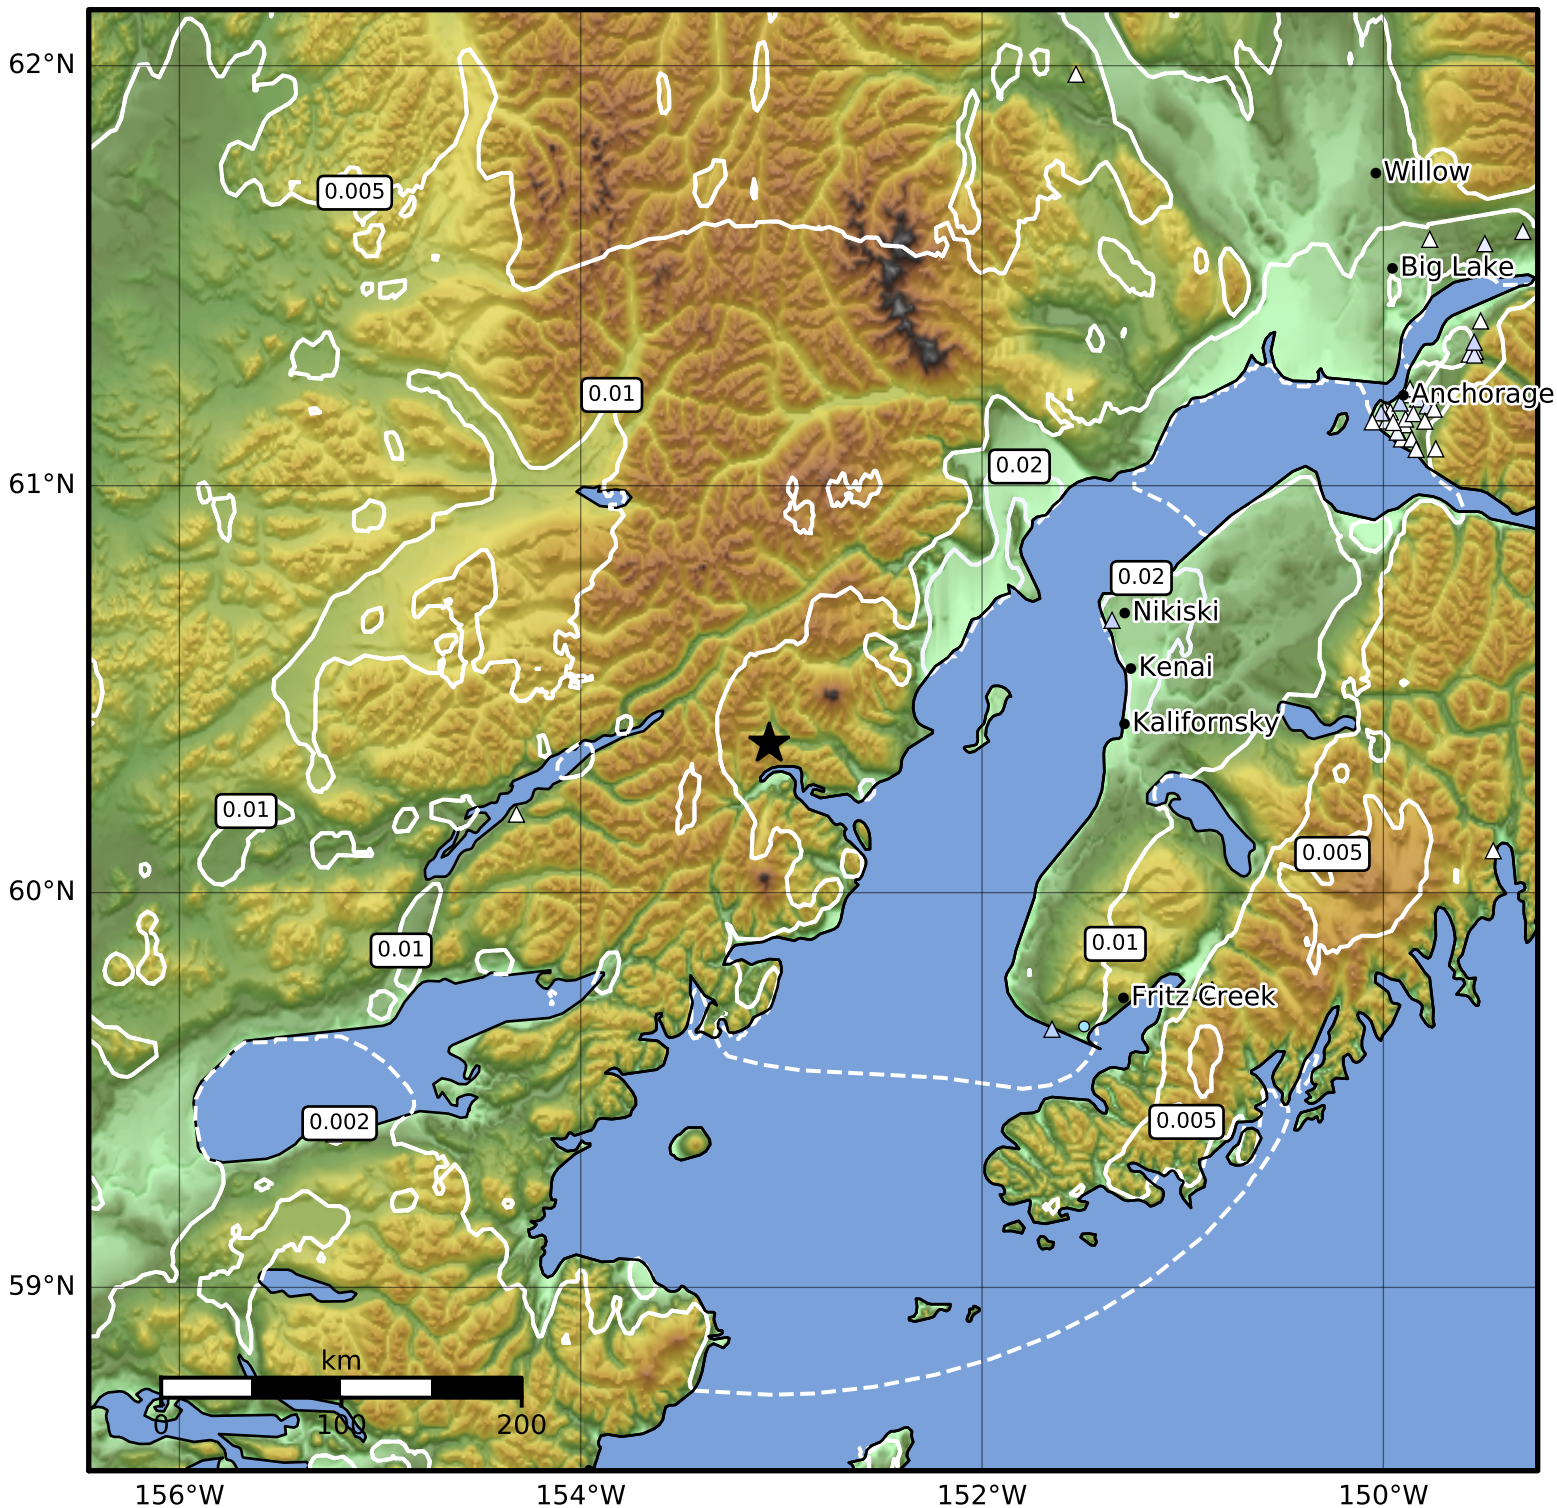 62°N
Willow
0.005
Big Lake
0.01
Anchorage
0.02
61°N
0.02
Nikiski
Kenai
Kalifornsky
0.01
0.005
60°N
0.01
0.01
Fritz Creek
0.002
0.005
59°N
km
0 100 200
156°W 154°W 152°W 150°W